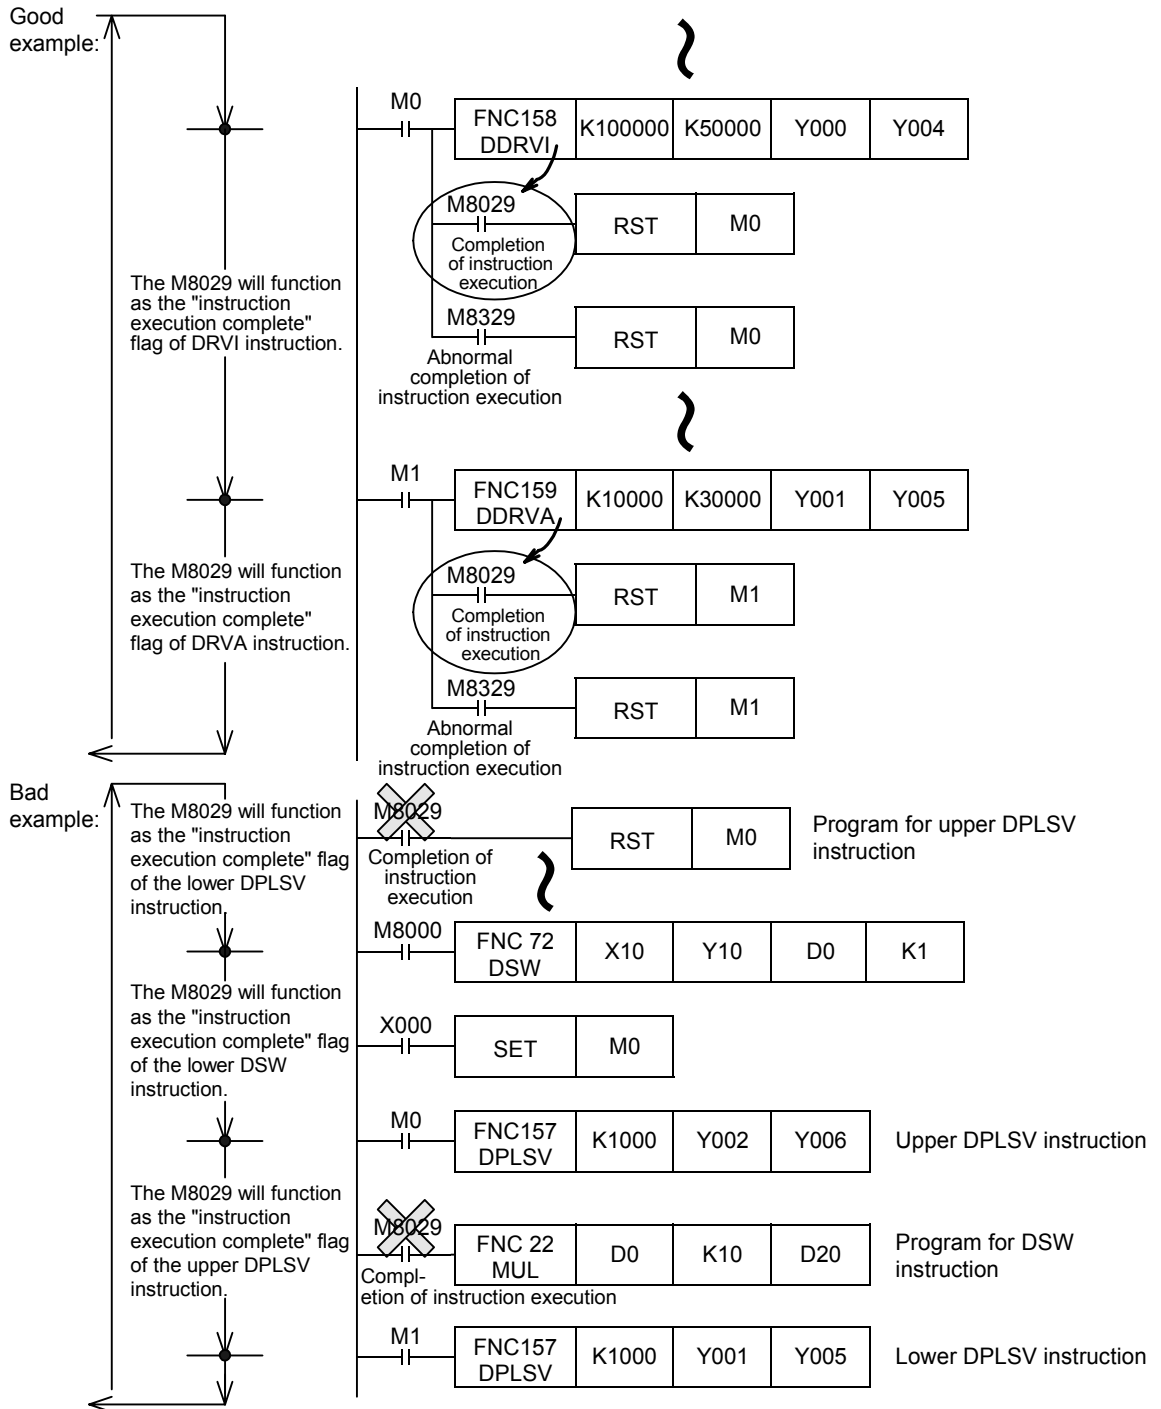 Good
example:
M0
FNC158
DDRVI
K100000
K50000
Y000
Y004
M8029
Completion
of instruction
execution
RST
M0
The M8029 will function
as the "instruction
execution complete"
flag of DRVI instruction.
M8329
Abnormal
completion of
instruction execution
RST
M0
M1
FNC159
DDRVA
K10000
K30000
Y001
Y005
The M8029 will function
as the "instruction
execution complete"
flag of DRVA instruction.
M8029
Completion
of instruction
execution
RST
M1
M8329
Abnormal
completion of
instruction execution
RST
M1
Bad
example:
The M8029 will function
as the "instruction
execution complete" flag
of the lower DPLSV
instruction.
M8029
Completion of
instruction
execution
RST
M0
Program for upper DPLSV
instruction
M8000
FNC 72
DSW
X10
Y10
D0
K1
The M8029 will function
as the "instruction
execution complete" flag
of the lower DSW
instruction.
X000
SET
M0
M0
FNC157
DPLSV
K1000
Y002
Y006
Upper DPLSV instruction
The M8029 will function
as the "instruction
execution complete" flag
of the upper DPLSV
instruction.
M8029
Compl-
etion of instruction execution
FNC 22
MUL
D0
K10
D20
Program for DSW
instruction
M1
FNC157
DPLSV
K1000
Y001
Y005
Lower DPLSV instruction